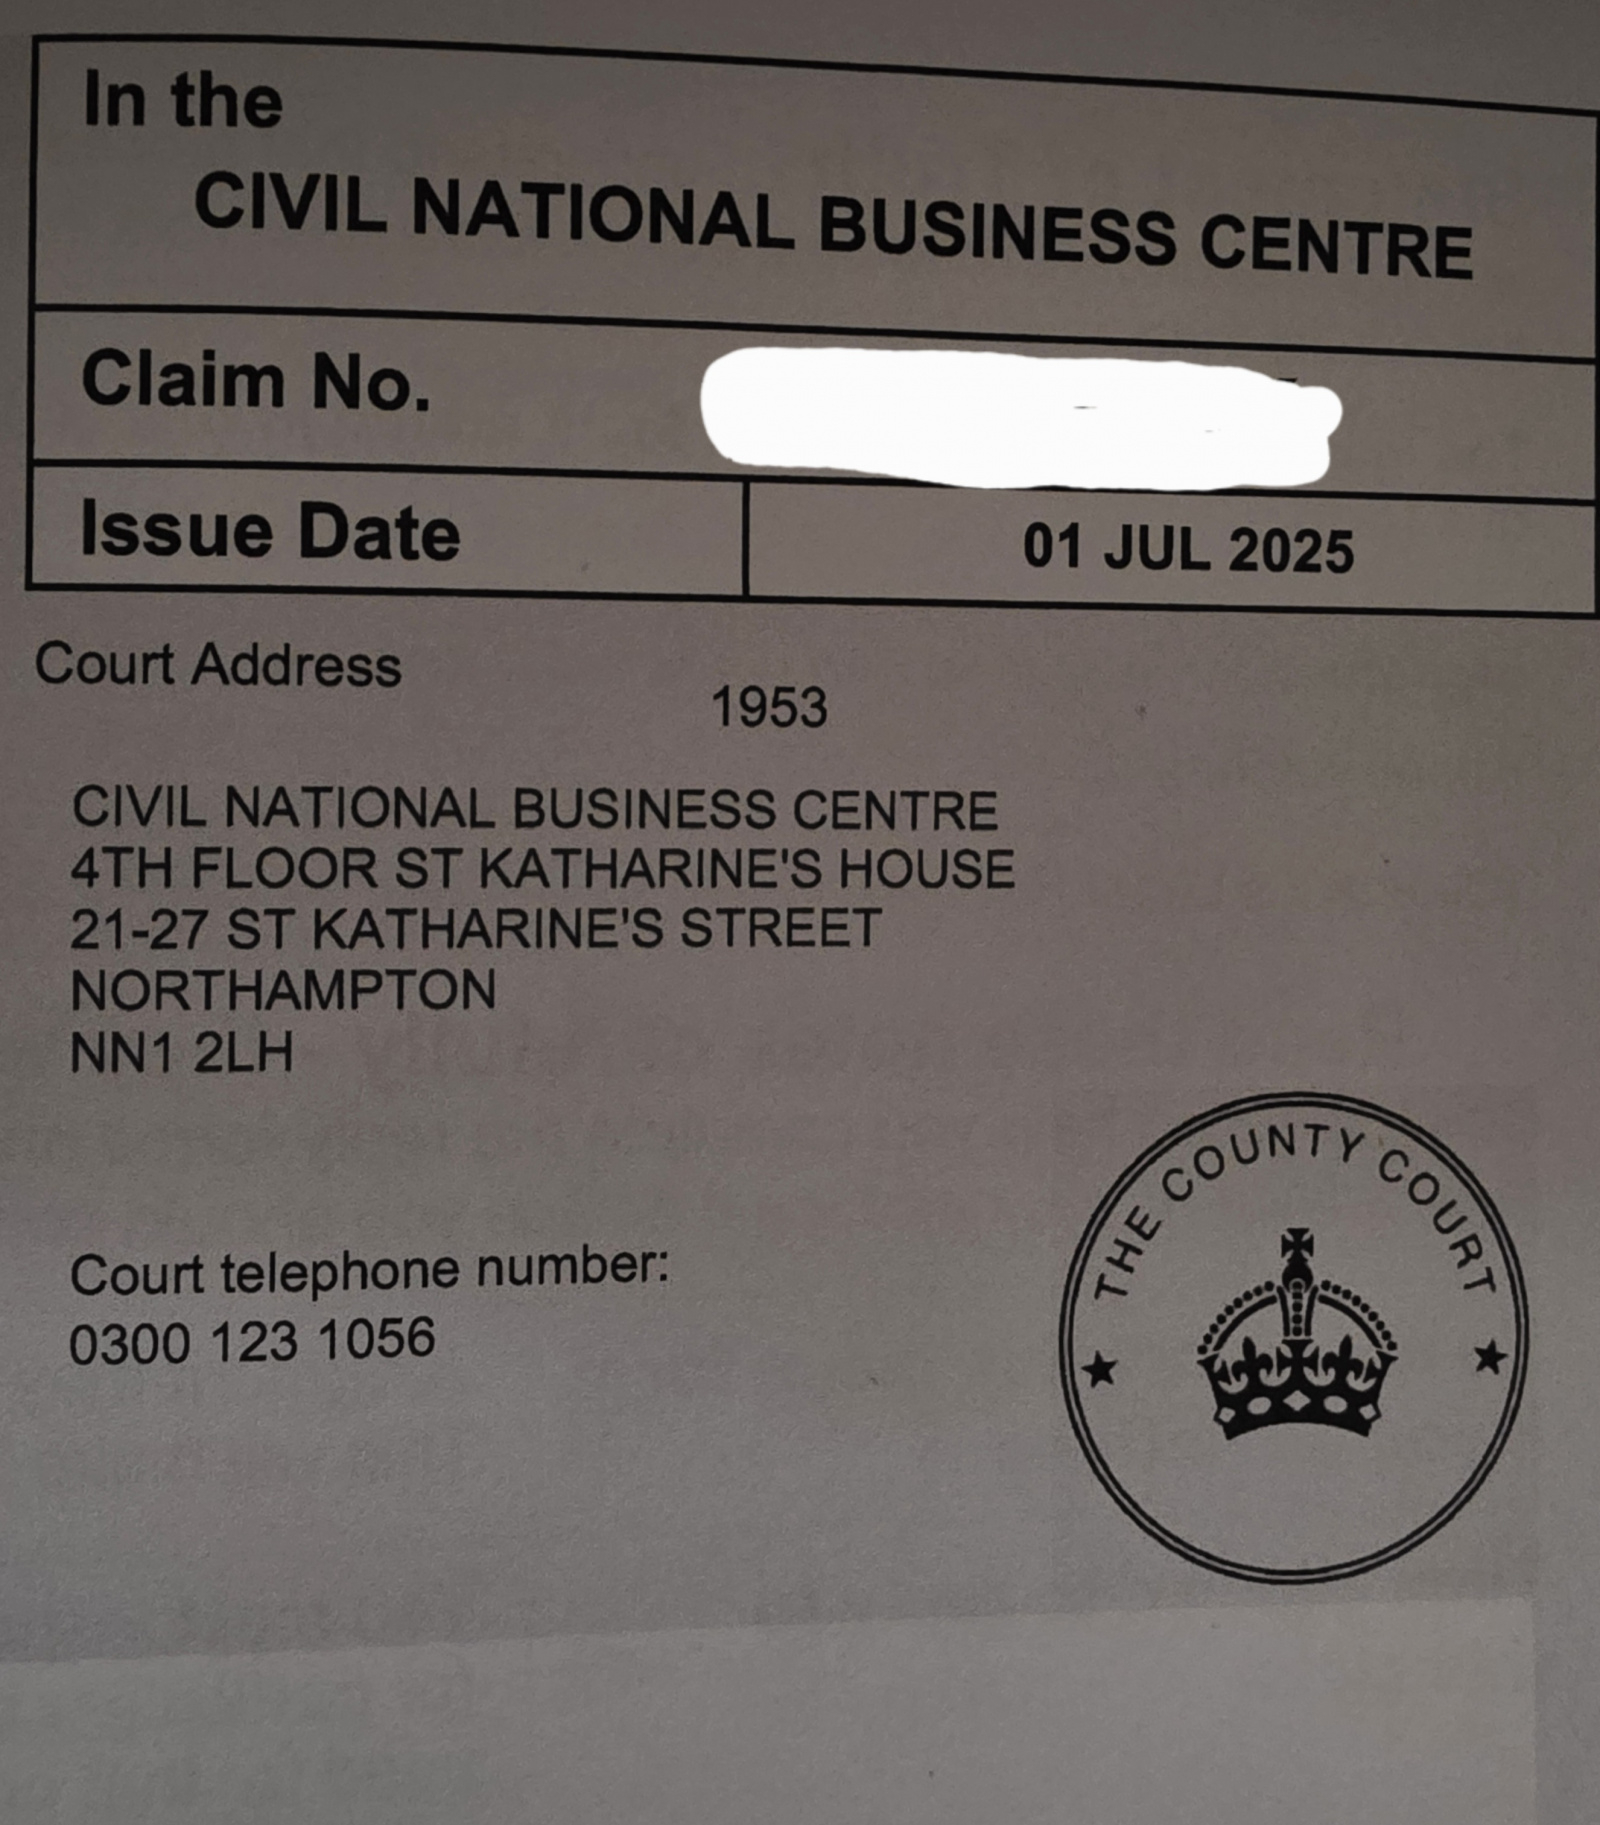 In the
CIVIL NATIONAL BUSINESS CENTRE
Claim No.
Issue Date
01 JUL 2025
Court Address
1953
CIVIL NATIONAL BUSINESS CENTRE
4TH FLOOR ST KATHARINE'S HOUSE
21-27 ST KATHARINE'S STREET
NORTHAMPTON
NN1 2LH
THE COUNTY COURT
Court telephone number:
0300 123 1056